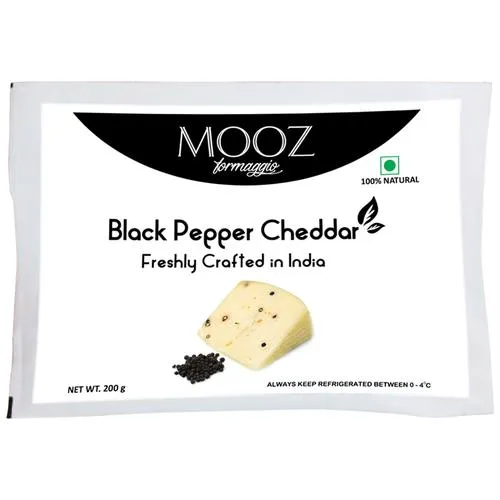 MOOZ
formaggio
100% NATURAL
Black Pepper Cheddar
Freshly Crafted in India
NET WT. 200 g
ALWAYS KEEP REFRIGERATED BETWEEN 0 - 4°C